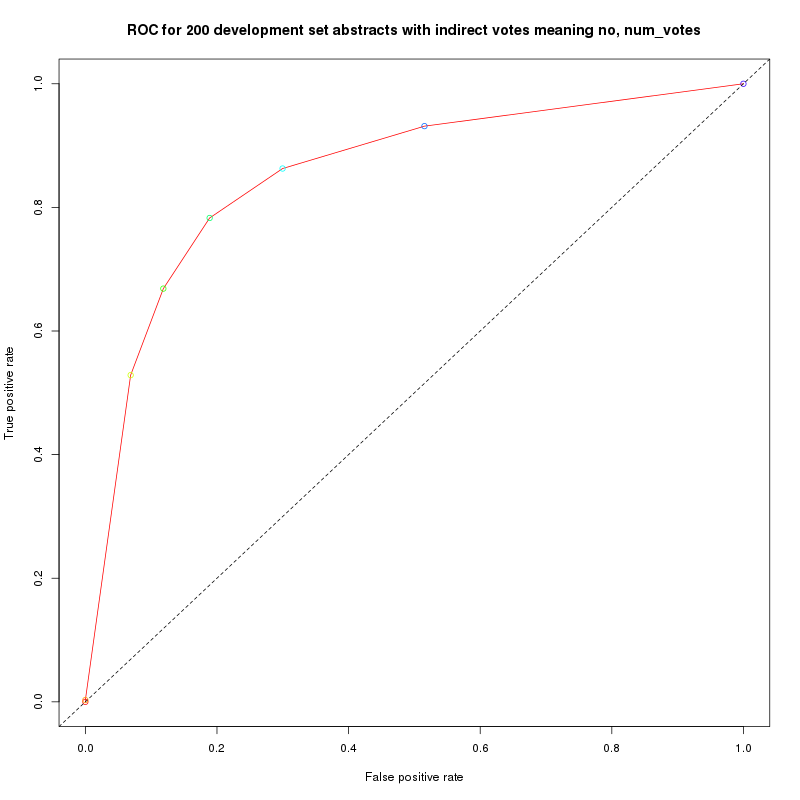 ROC for 200 development set abstracts with indirect votes meaning no, num_votes
True positive rate
1.0
0.8
0.6
0.4
0.2
0.0
0.0 0.2 0.4 0.6 0.8 1.0
False positive rate